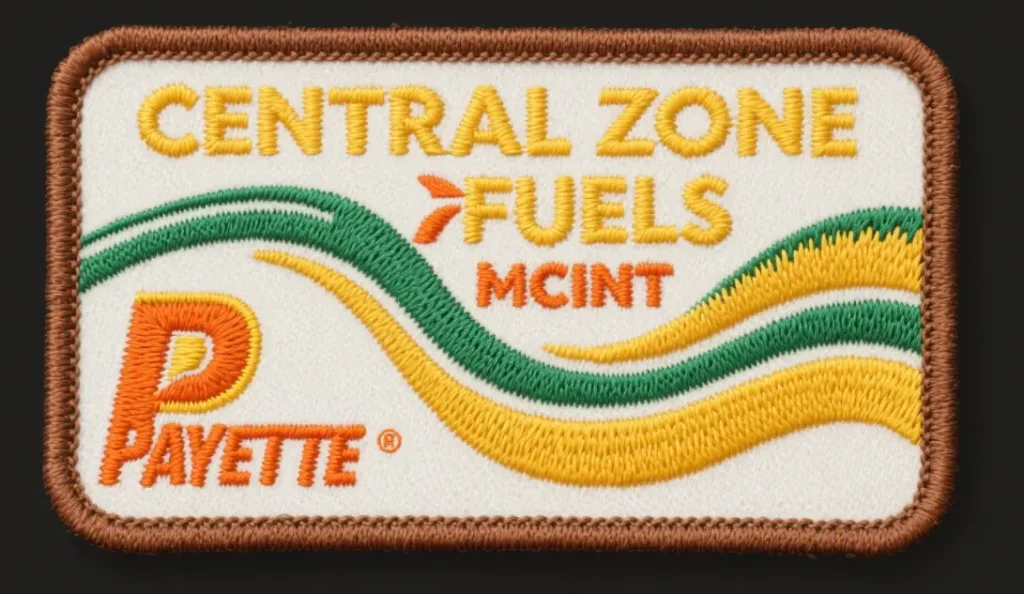 CENTRAL ZONE
FUELS
MCINT
PAYETTE ®